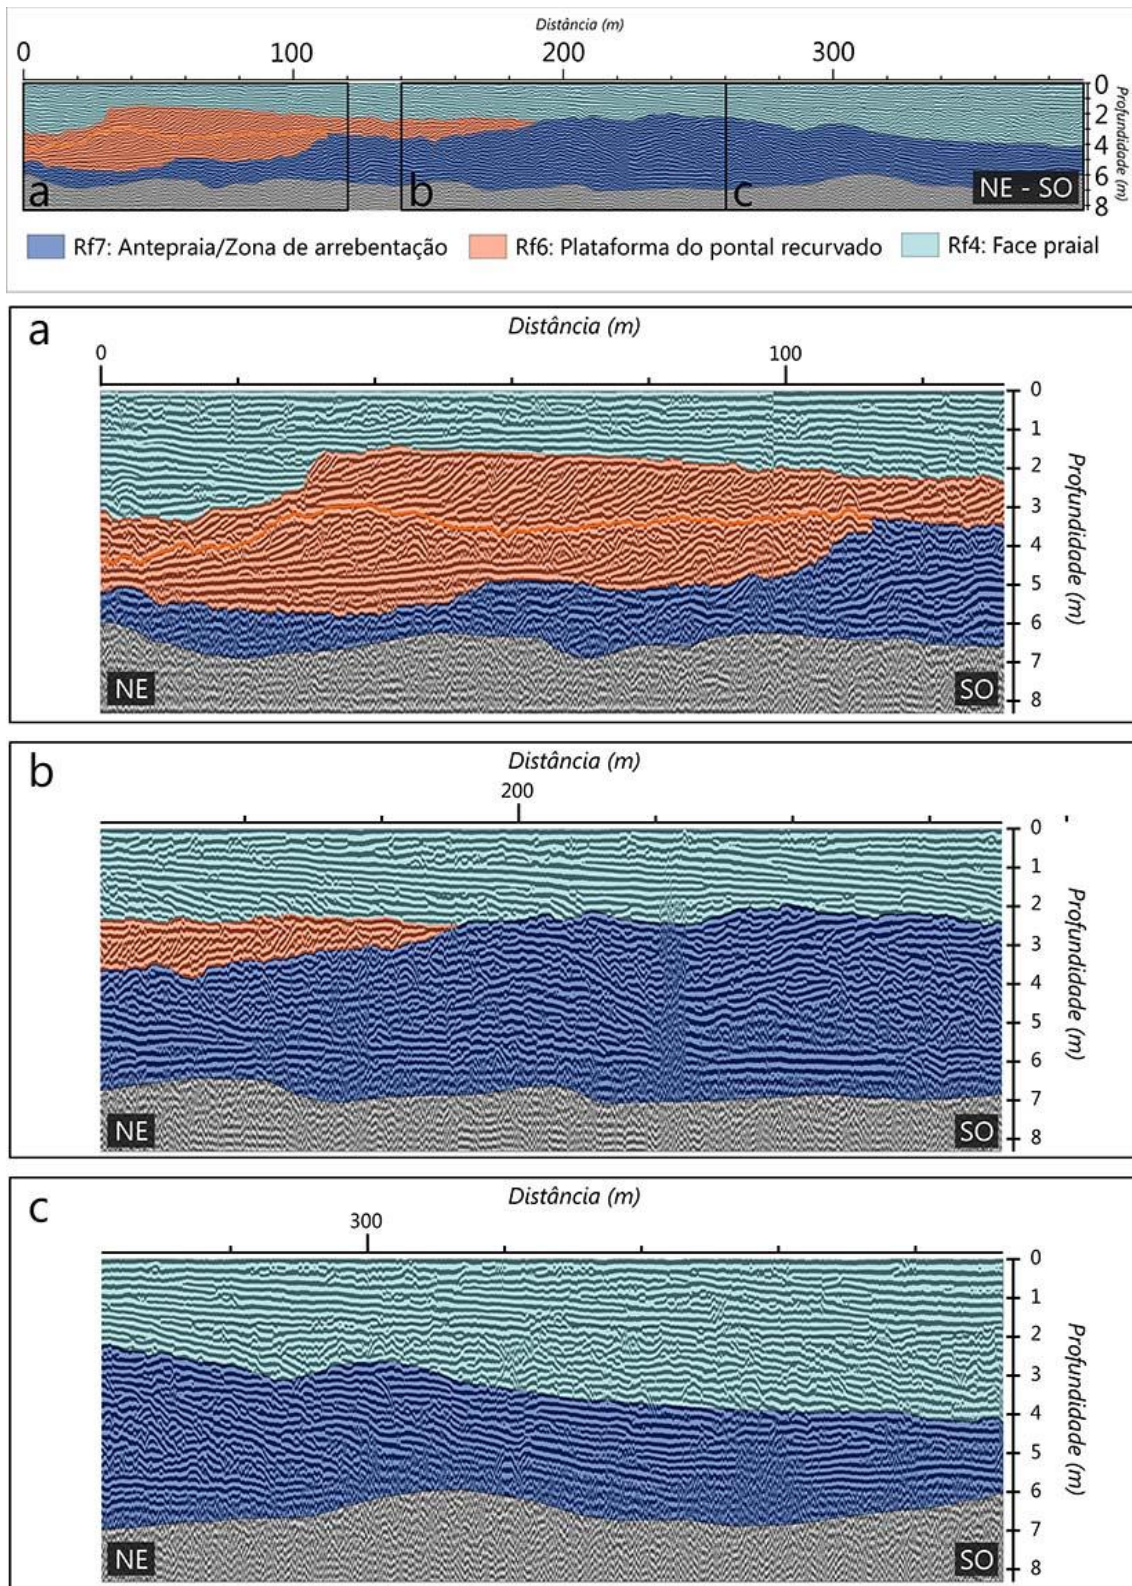 Distância (m)
0 100 200 300
0
2
4
6
8
Profundidade (m)
a b c NE - SO
Rf7: Antepraia/Zona de arrebentação Rf6: Plataforma do pontal recurvado Rf4: Face praial
a
Distância (m)
0 100
0
1
2
3
4
5
6
7
8
Profundidade (m)
NE SO
b
Distância (m)
200
0
1
2
3
4
5
6
7
8
Profundidade (m)
NE SO
c
Distância (m)
300
0
1
2
3
4
5
6
7
8
Profundidade (m)
NE SO